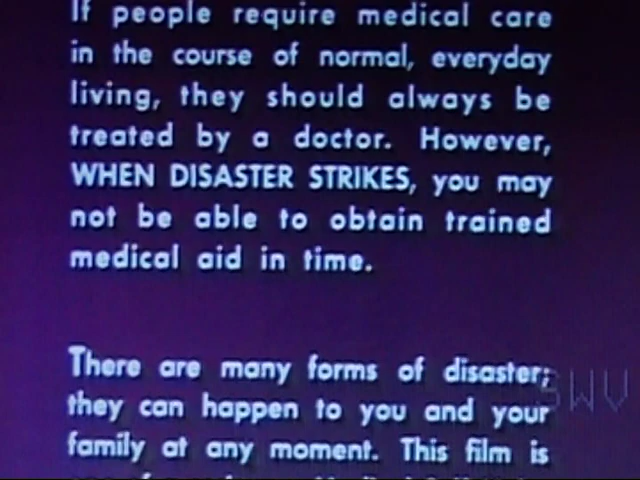 If people require medical care
in the course of normal, everyday
living, they should always be
treated by a doctor. However,
WHEN DISASTER STRIKES, you may
not be able to obtain trained
medical aid in time.
There are many forms of disaster;
they can happen to you and your
family at any moment. This film is
SWV